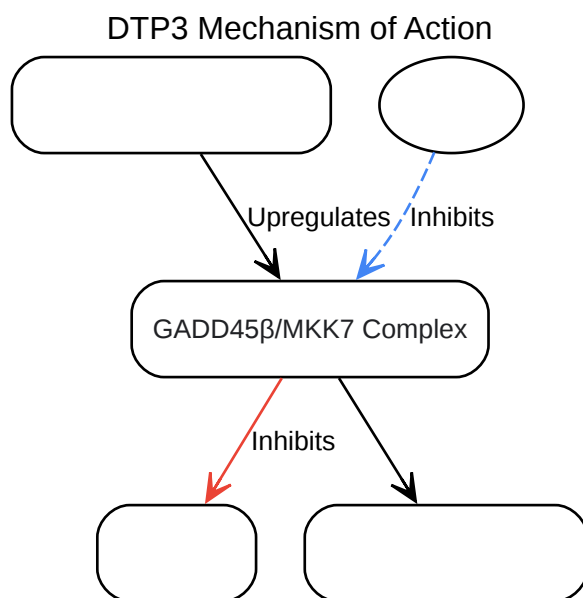 DTP3 Mechanism of Action
Upregulates
Inhibits
GADD45β/MKK7 Complex
Inhibits